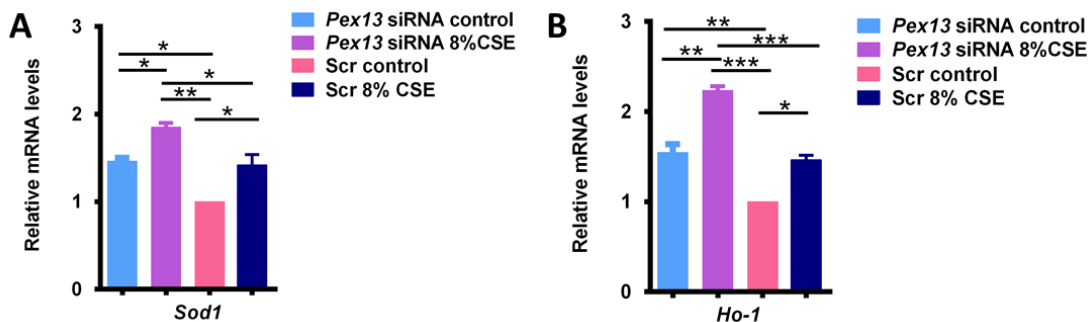 A
Relative mRNA levels
3
2
1
0
*
*
*
**
*
Sod1
Pex13 siRNA control
Pex13 siRNA 8%CSE
Scr control
Scr 8% CSE
B
Relative mRNA levels
3
2
1
0
**
**
***
***
*
Ho-1
Pex13 siRNA control
Pex13 siRNA 8%CSE
Scr control
Scr 8% CSE